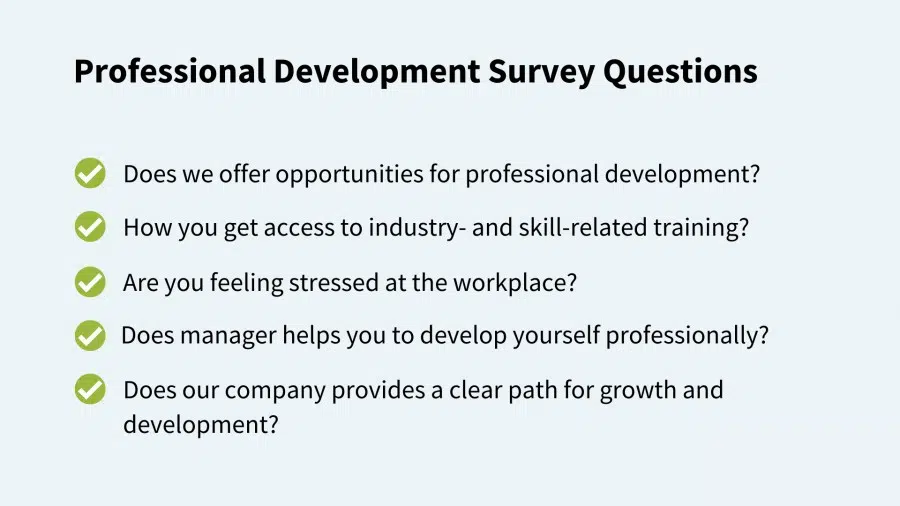 Professional Development Survey Questions
Does we offer opportunities for professional development?
How you get access to industry- and skill-related training?
Are you feeling stressed at the workplace?
Does manager helps you to develop yourself professionally?
Does our company provides a clear path for growth and
development?